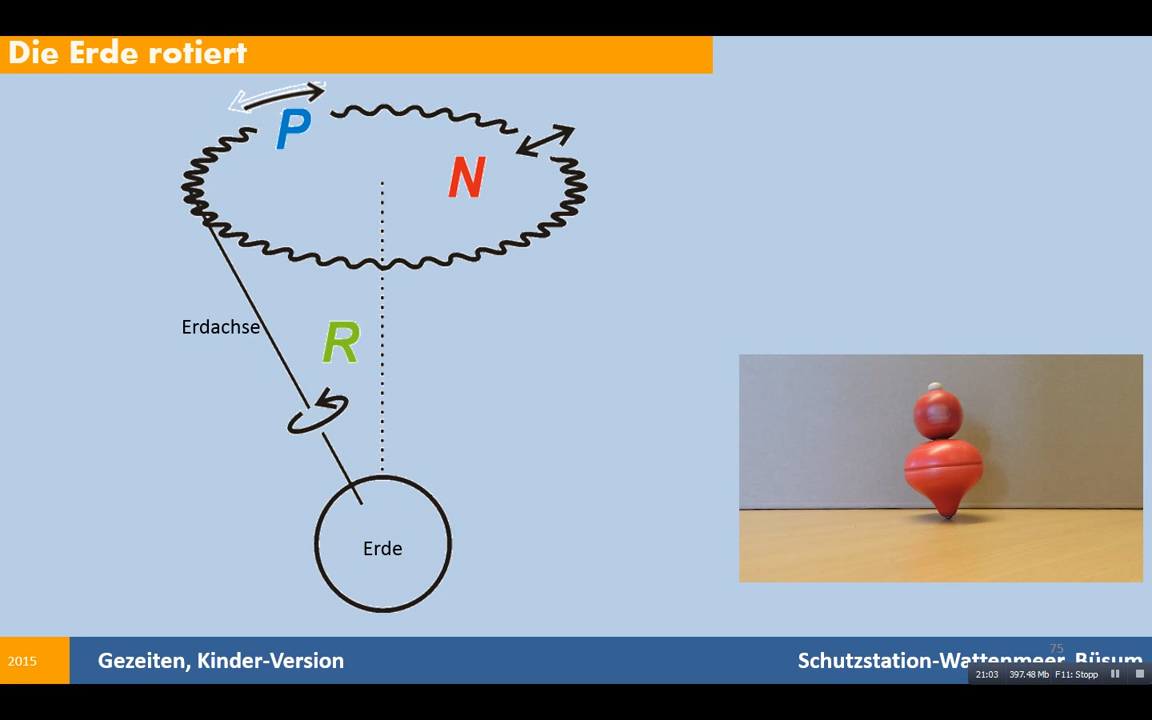 Die Erde rotiert
P
N
Erdachse
R
Erde
75
2015
Gezeiten, Kinder-Version
Schutzstation-Wattenmeer, Büsum
21:03 397.48 Mb F11: Stopp